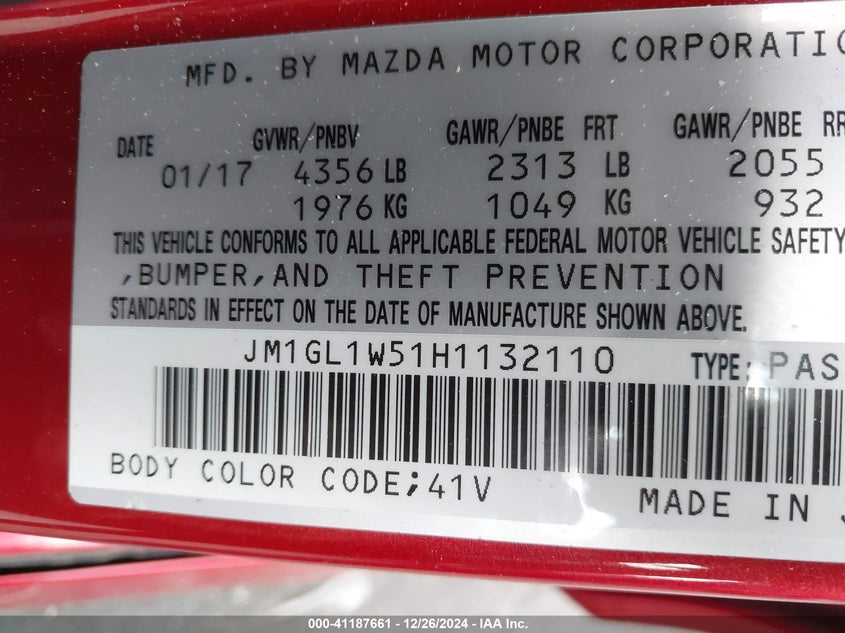 MFD. BY MAZDA MOTOR CORPORATIO
DATE GVWR/PNBV GAWR/PNBE FRT GAWR/PNBE RR
01/17 4356 LB 2313 LB 2055
1976 KG 1049 KG 932
THIS VEHICLE CONFORMS TO ALL APPLICABLE FEDERAL MOTOR VEHICLE SAFETY
,BUMPER,AND THEFT PREVENTION
STANDARDS IN EFFECT ON THE DATE OF MANUFACTURE SHOWN ABOVE.
JM1GL1W51H1132110 TYPE: PAS
BODY COLOR CODE;41V
MADE IN J
000-41187661 - 12/26/2024 - IAA Inc.